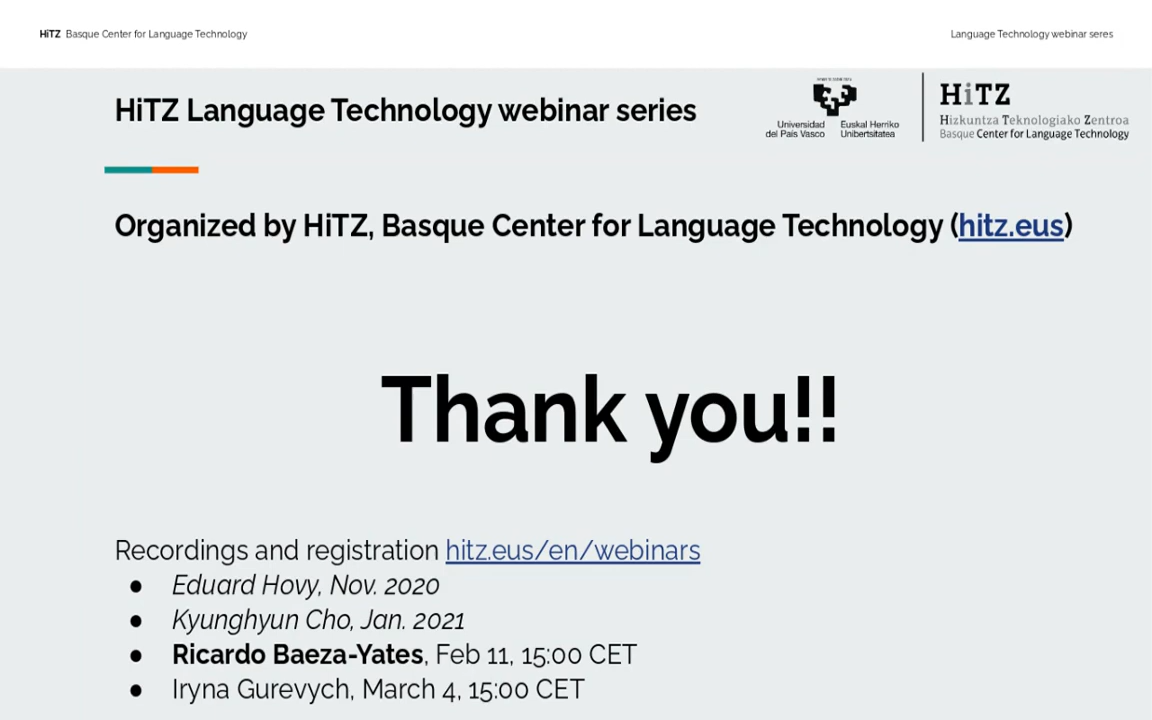 HiTZ Basque Center for Language Technology
Language Technology webinar seres
HiTZ Language Technology webinar series
Universidad del País Vasco
Euskal Herriko Unibertsitatea
HiTZ
Hizkuntza Teknologiako Zentroa
Basque Center for Language Technology
Organized by HiTZ, Basque Center for Language Technology (hitz.eus)
Thank you!!
Recordings and registration hitz.eus/en/webinars
● Eduard Hovy, Nov. 2020
● Kyunghyun Cho, Jan. 2021
● Ricardo Baeza-Yates, Feb 11, 15:00 CET
● Iryna Gurevych, March 4, 15:00 CET